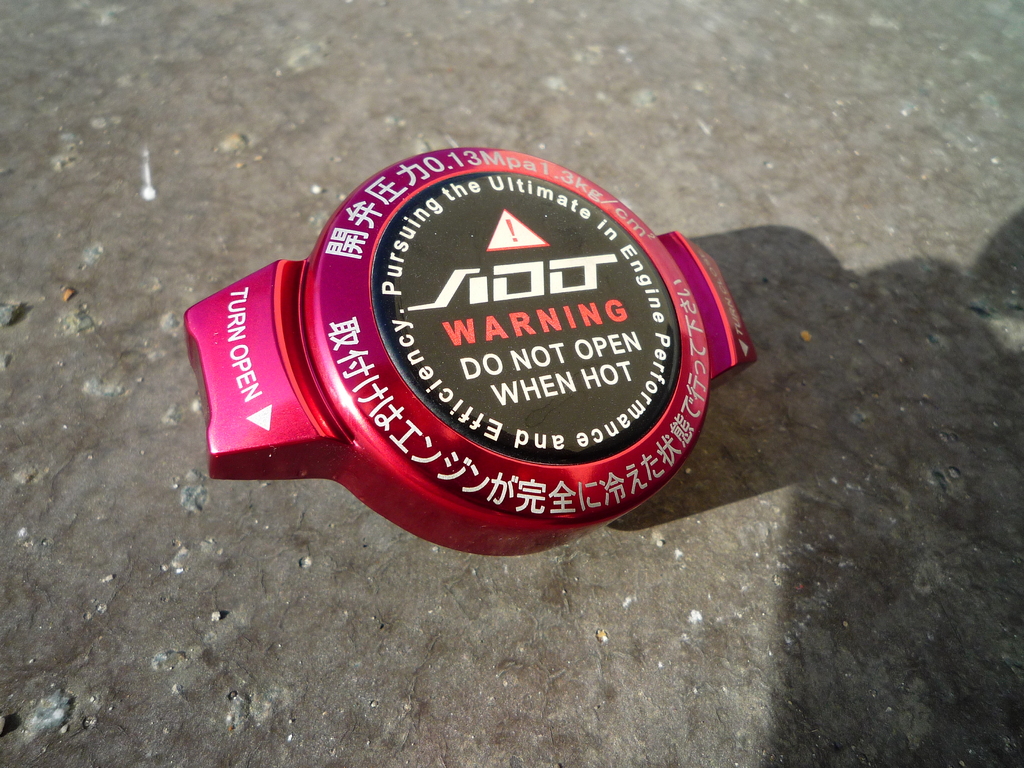 開弁圧力0.13Mpa1.3kg/cm²
Pursuing the Ultimate in Engine Performance and Efficiency.
!
WARNING
DO NOT OPEN
WHEN HOT
取付けはエンジンが完全に冷えた状態で行って下さい
TURN OPEN
TURN